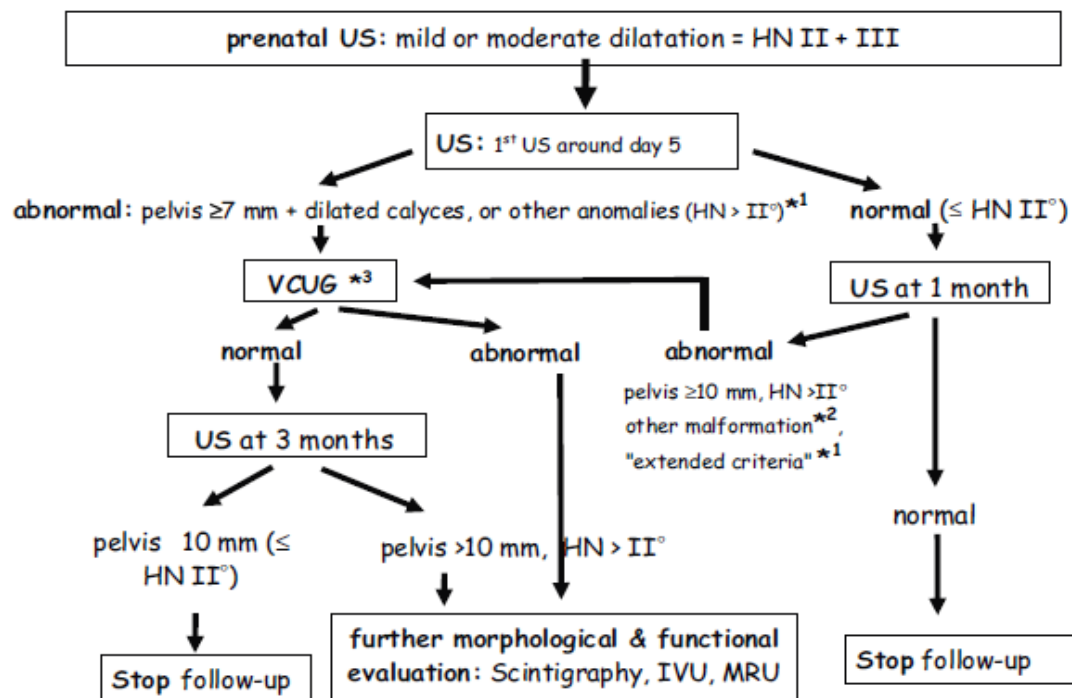 prenatal US: mild or moderate dilatation = HN II + III
US: 1st US around day 5
abnormal: pelvis ≥7 mm + dilated calyces, or other anomalies (HN > II°)*1
normal (≤ HN II°)
VCUG *3
US at 1 month
normal
abnormal
abnormal
pelvis ≥10 mm, HN >II°
other malformation*2,
"extended criteria" *1
US at 3 months
normal
pelvis 10 mm (≤
HN II°)
pelvis >10 mm, HN > II°
further morphological & functional
evaluation: Scintigraphy, IVU, MRU
Stop follow-up
Stop follow-up